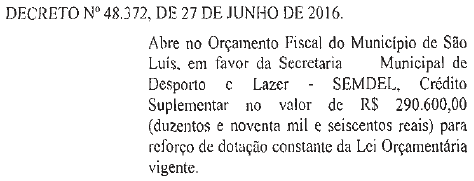 DECRETO Nº 48.372, DE 27 DE JUNHO DE 2016.
Abre no Orçamento Fiscal do Município de São
Luís, em favor da Secretaria Municipal de
Desporto e Lazer - SEMDEL, Crédito
Suplementar no valor de R$ 290.600,00
(duzentos e noventa mil e seiscentos reais) para
reforço de dotação constante da Lei Orçamentária
vigente.